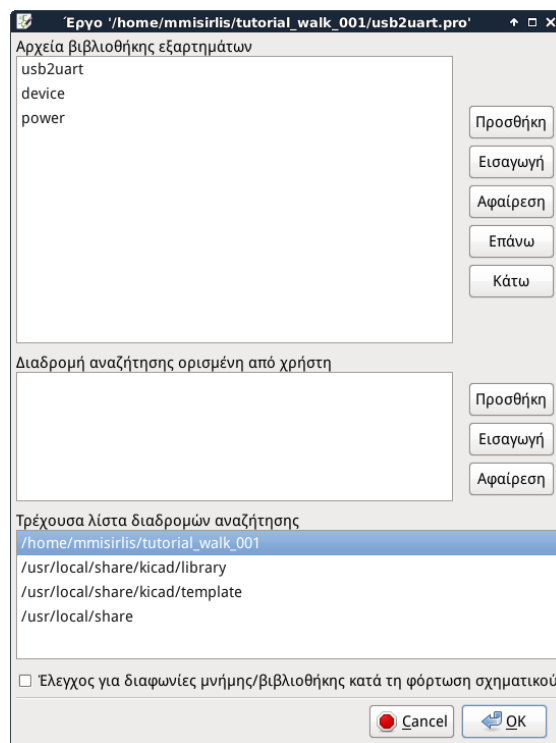 Έργο '/home/mmisirlis/tutorial_walk_001/usb2uart.pro'
Αρχεία βιβλιοθήκης εξαρτημάτων
usb2uart
device
power
Προσθήκη
Εισαγωγή
Αφαίρεση
Επάνω
Κάτω
Διαδρομή αναζήτησης ορισμένη από χρήστη
Προσθήκη
Εισαγωγή
Αφαίρεση
Τρέχουσα λίστα διαδρομών αναζήτησης
/home/mmisirlis/tutorial_walk_001
/usr/local/share/kicad/library
/usr/local/share/kicad/template
/usr/local/share
Έλεγχος για διαφωνίες μνήμης/βιβλιοθήκης κατά τη φόρτωση σχηματικού
Cancel
OK